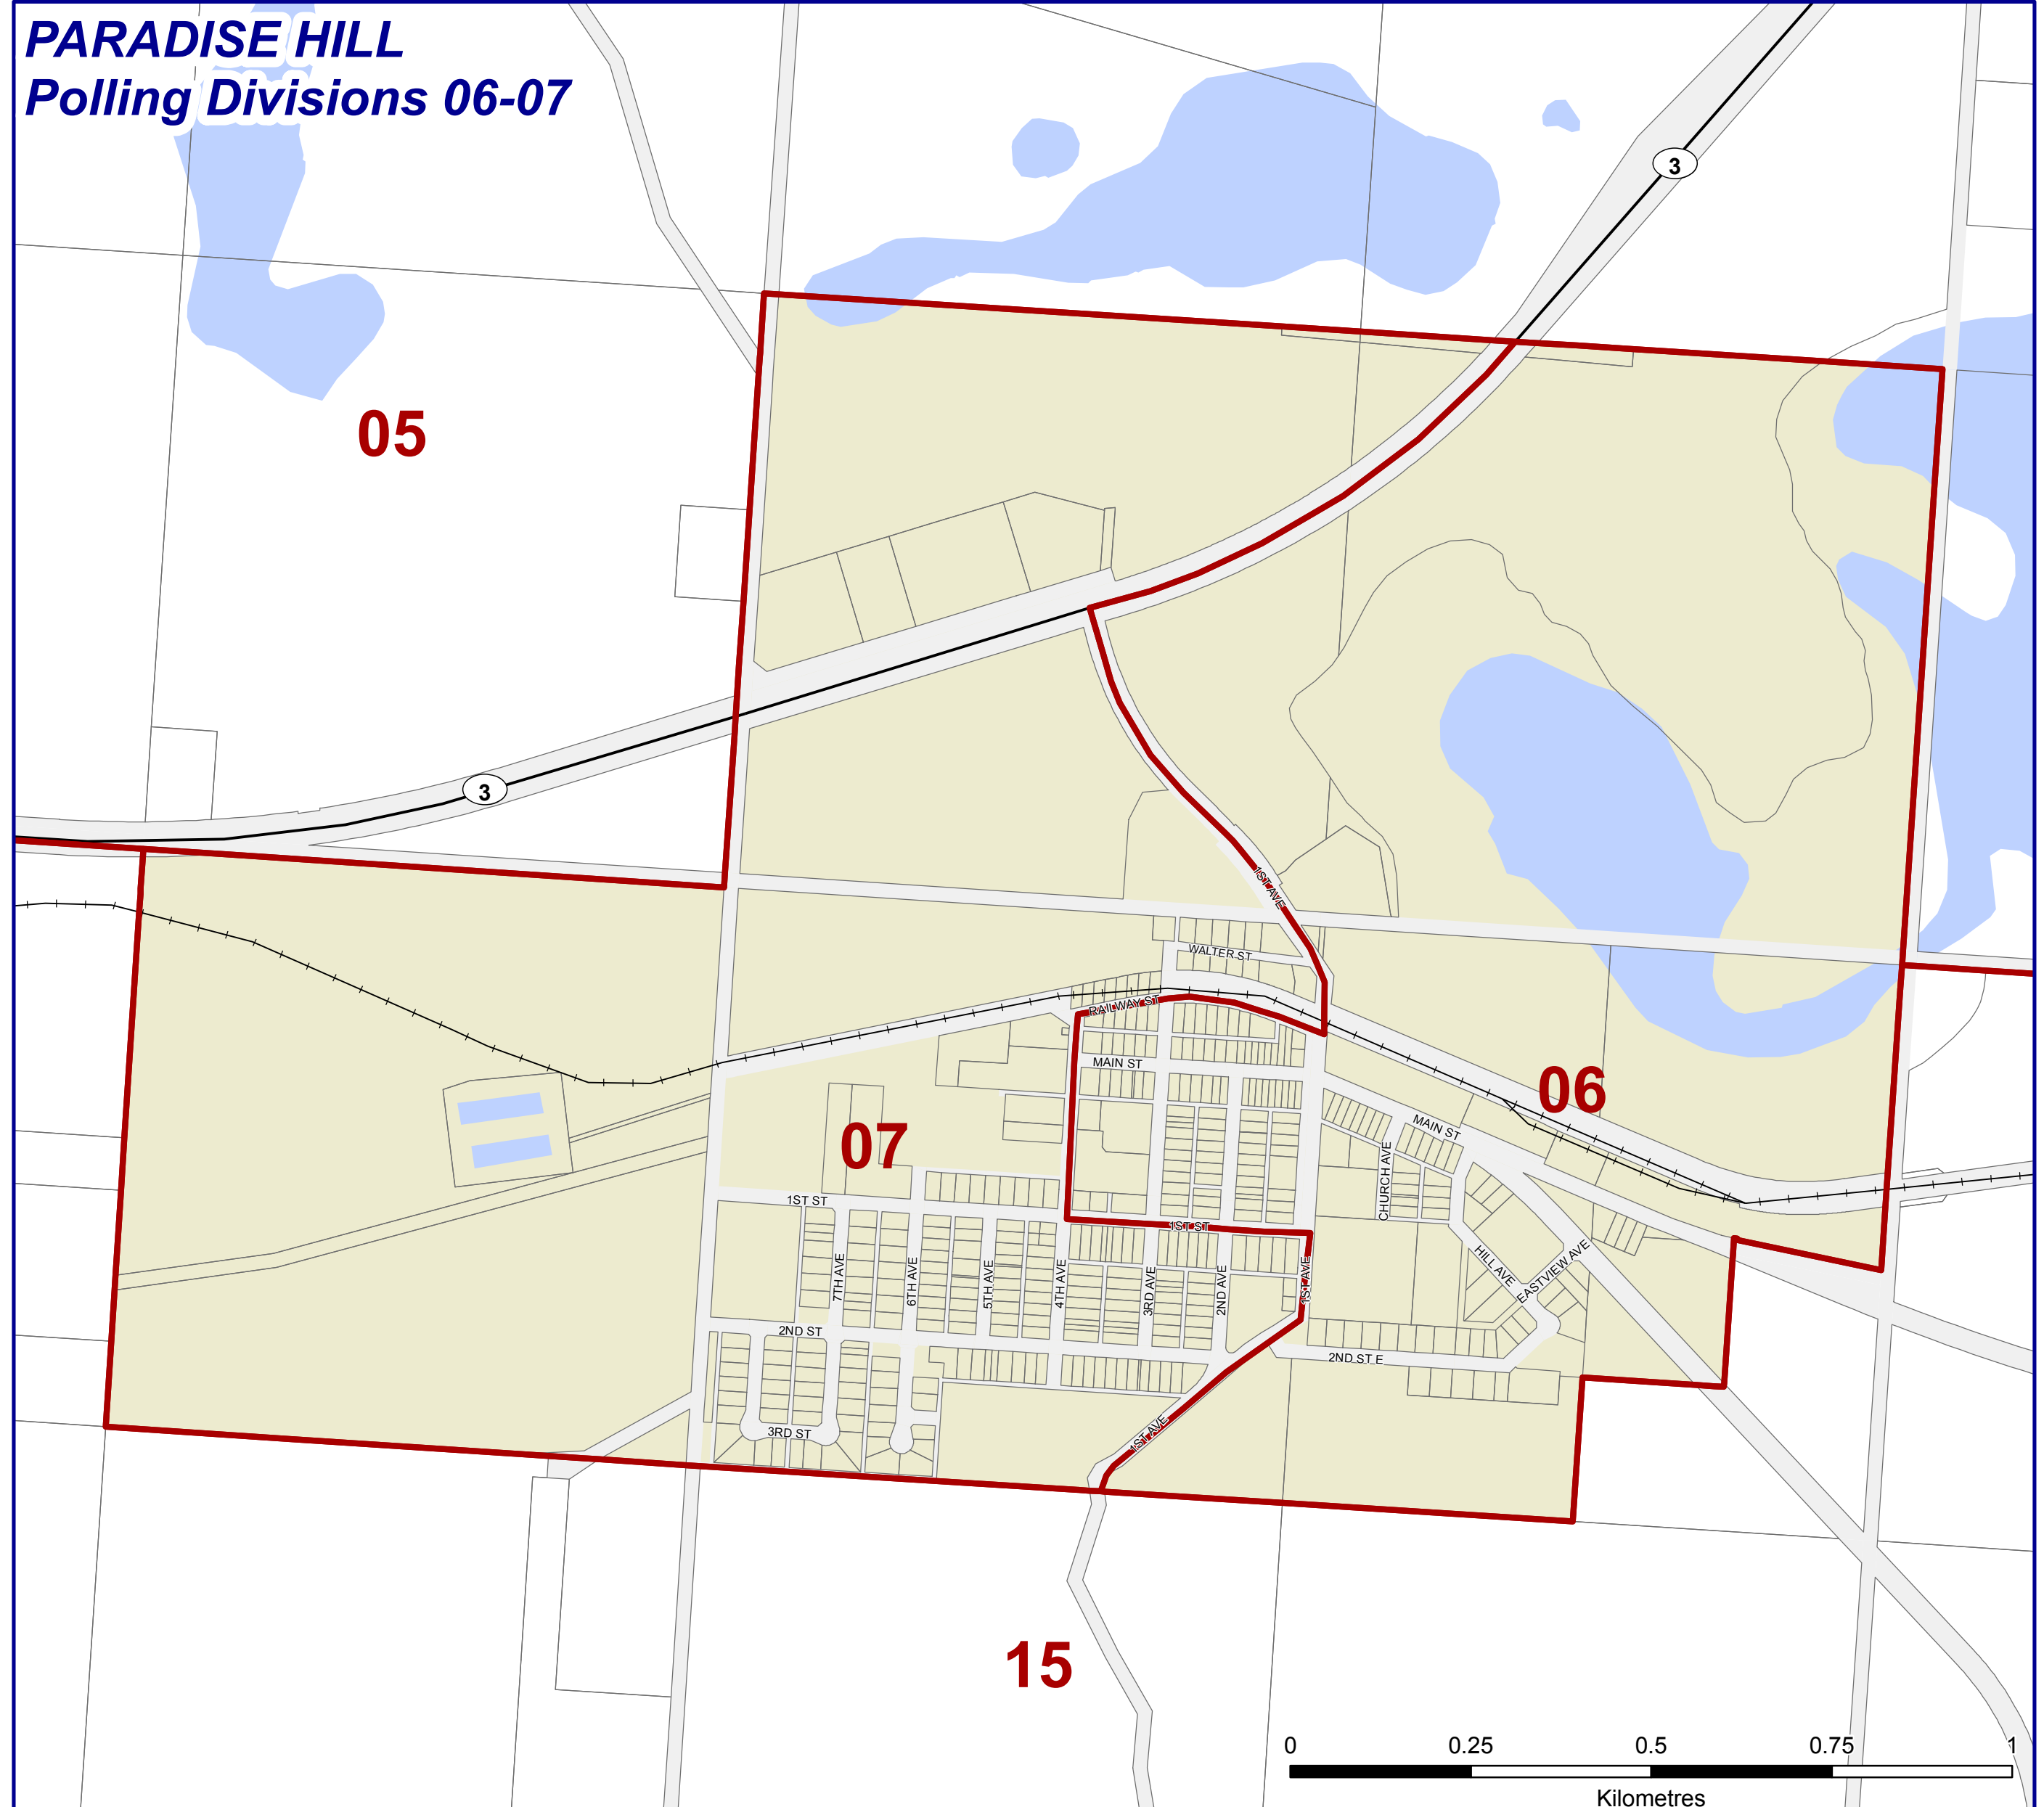 PARADISE HILL
Polling Divisions 06-07
3
05
3
1ST AVE
WALTER ST
RAILWAY ST
MAIN ST
06
MAIN ST
07
CHURCH AVE
1ST ST
1ST ST
HILL AVE
EASTVIEW AVE
7TH AVE
6TH AVE
5TH AVE
4TH AVE
3RD AVE
2ND AVE
1ST AVE
2ND ST
2ND ST E
3RD ST
1ST AVE
15
0 0.25 0.5 0.75 1
Kilometres